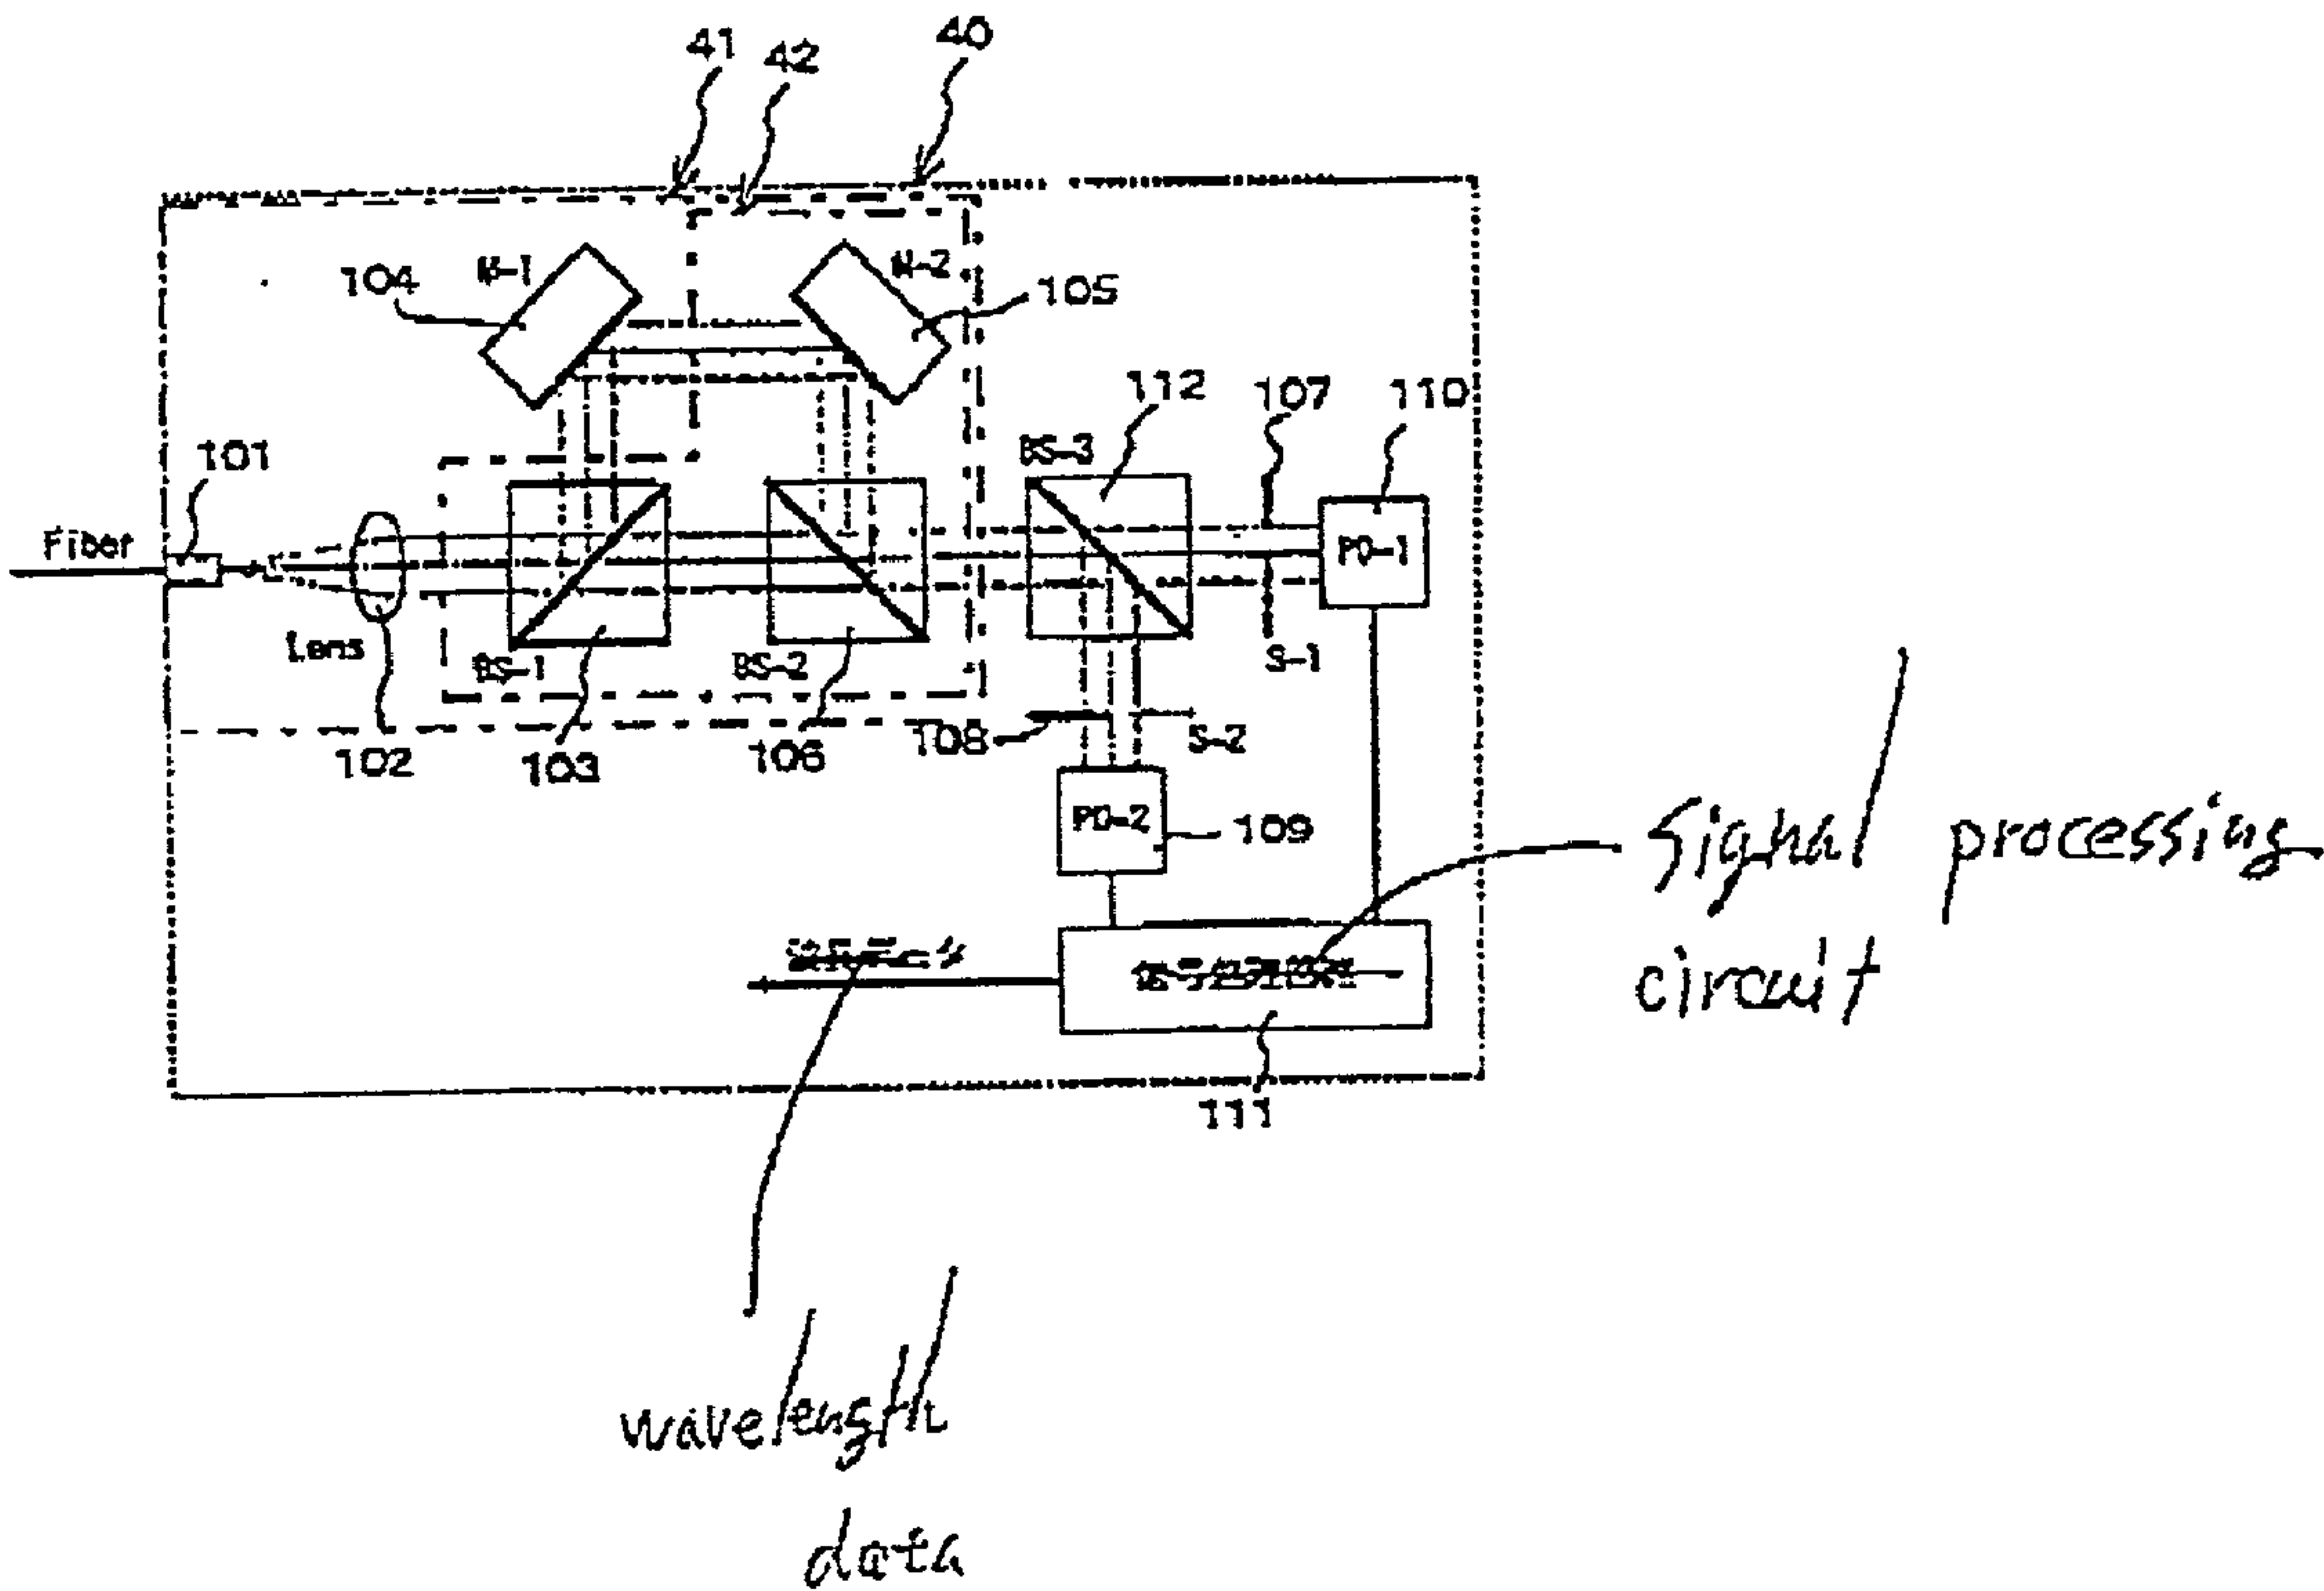 41
42
40
M-1
M-2
104
105
112
107
110
BS-3
101
Fiber
PD-1
Lens
BS-1
BS-2
S-1
102
103
106
108
S-2
PD-2
109
Signal processing
circuit
111
wavelength
data